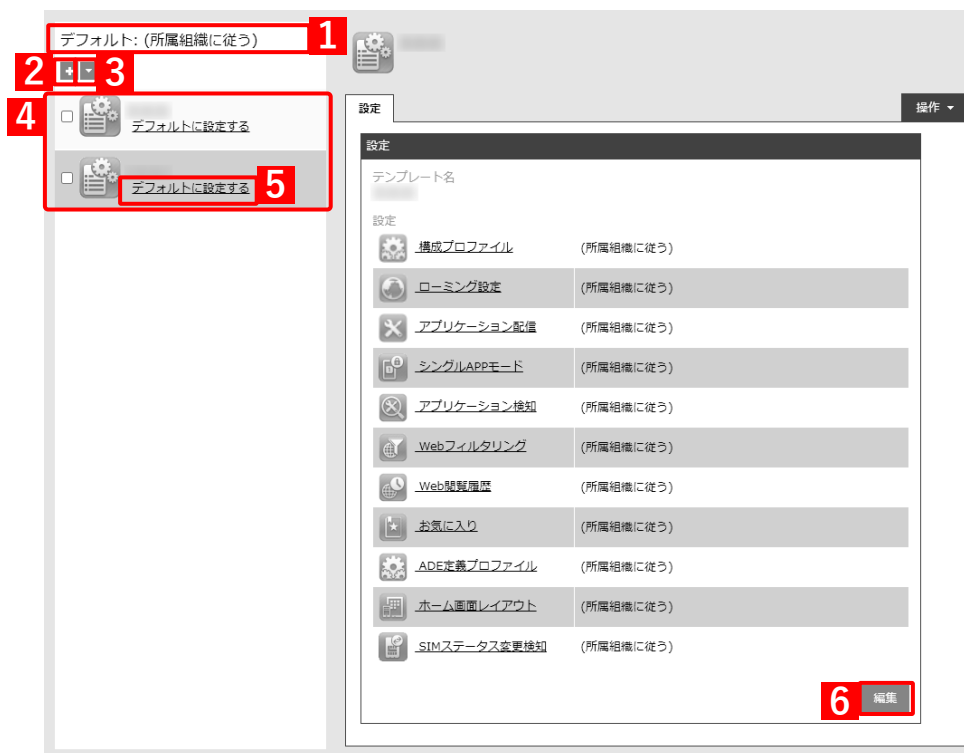 デフォルト: (所属組織に従う)
1
2
3
4
デフォルトに設定する
デフォルトに設定する
5
設定
操作
設定
テンプレート名
設定
構成プロファイル (所属組織に従う)
ローミング設定 (所属組織に従う)
アプリケーション配信 (所属組織に従う)
シングルAPPモード (所属組織に従う)
アプリケーション検知 (所属組織に従う)
Webフィルタリング (所属組織に従う)
Web閲覧履歴 (所属組織に従う)
お気に入り (所属組織に従う)
ADE定義プロファイル (所属組織に従う)
ホーム画面レイアウト (所属組織に従う)
SIMステータス変更検知 (所属組織に従う)
6
編集